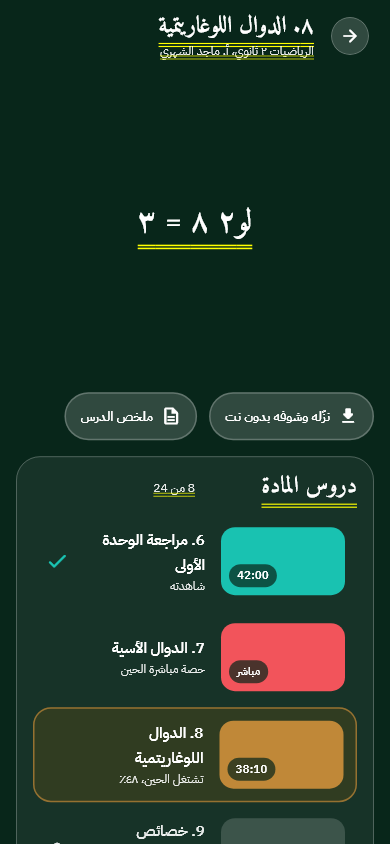 ٠٨ الدوال اللوغاريتمية
الرياضيات ٢ ثانوي، أ. ماجد الشهري
لو٢ ٨ = ٣
نزّله وشوفه بدون نت
ملخص الدرس
دروس المادة
8 من 24
6. مراجعة الوحدة
الأولى
شاهدته
42:00
7. الدوال الأسية
حصة مباشرة الحين
مباشر
8. الدوال
اللوغاريتمية
تشتغل الحين، ٤٨٪
38:10
9. خصائص